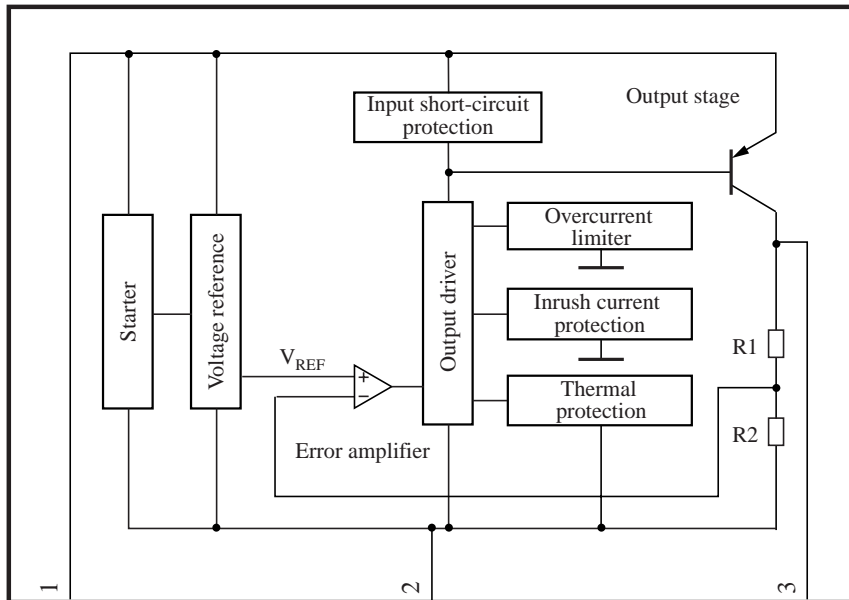 Input short-circuit
protection
Output stage
Starter
Voltage reference
Output driver
Overcurrent
limiter
Inrush current
protection
Thermal
protection
VREF
+
−
Error amplifier
R1
R2
1
2
3